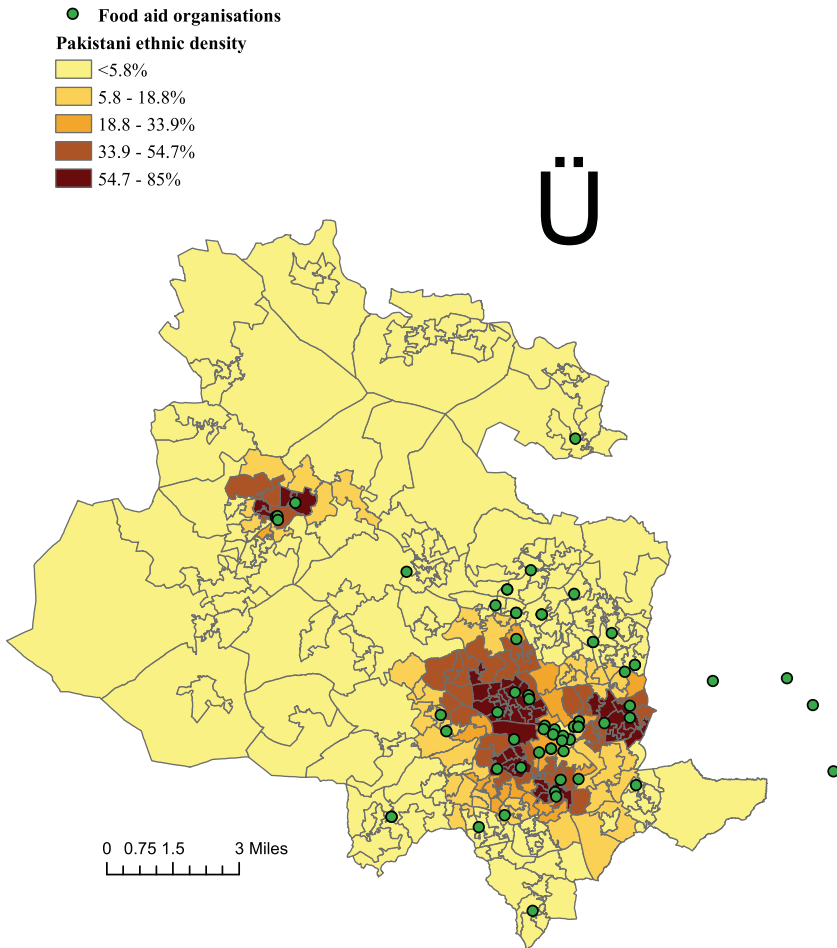 Food aid organisations
Pakistani ethnic density
<5.8%
5.8 - 18.8%
18.8 - 33.9%
33.9 - 54.7%
54.7 - 85%
Ü
0 0.75 1.5 3 Miles